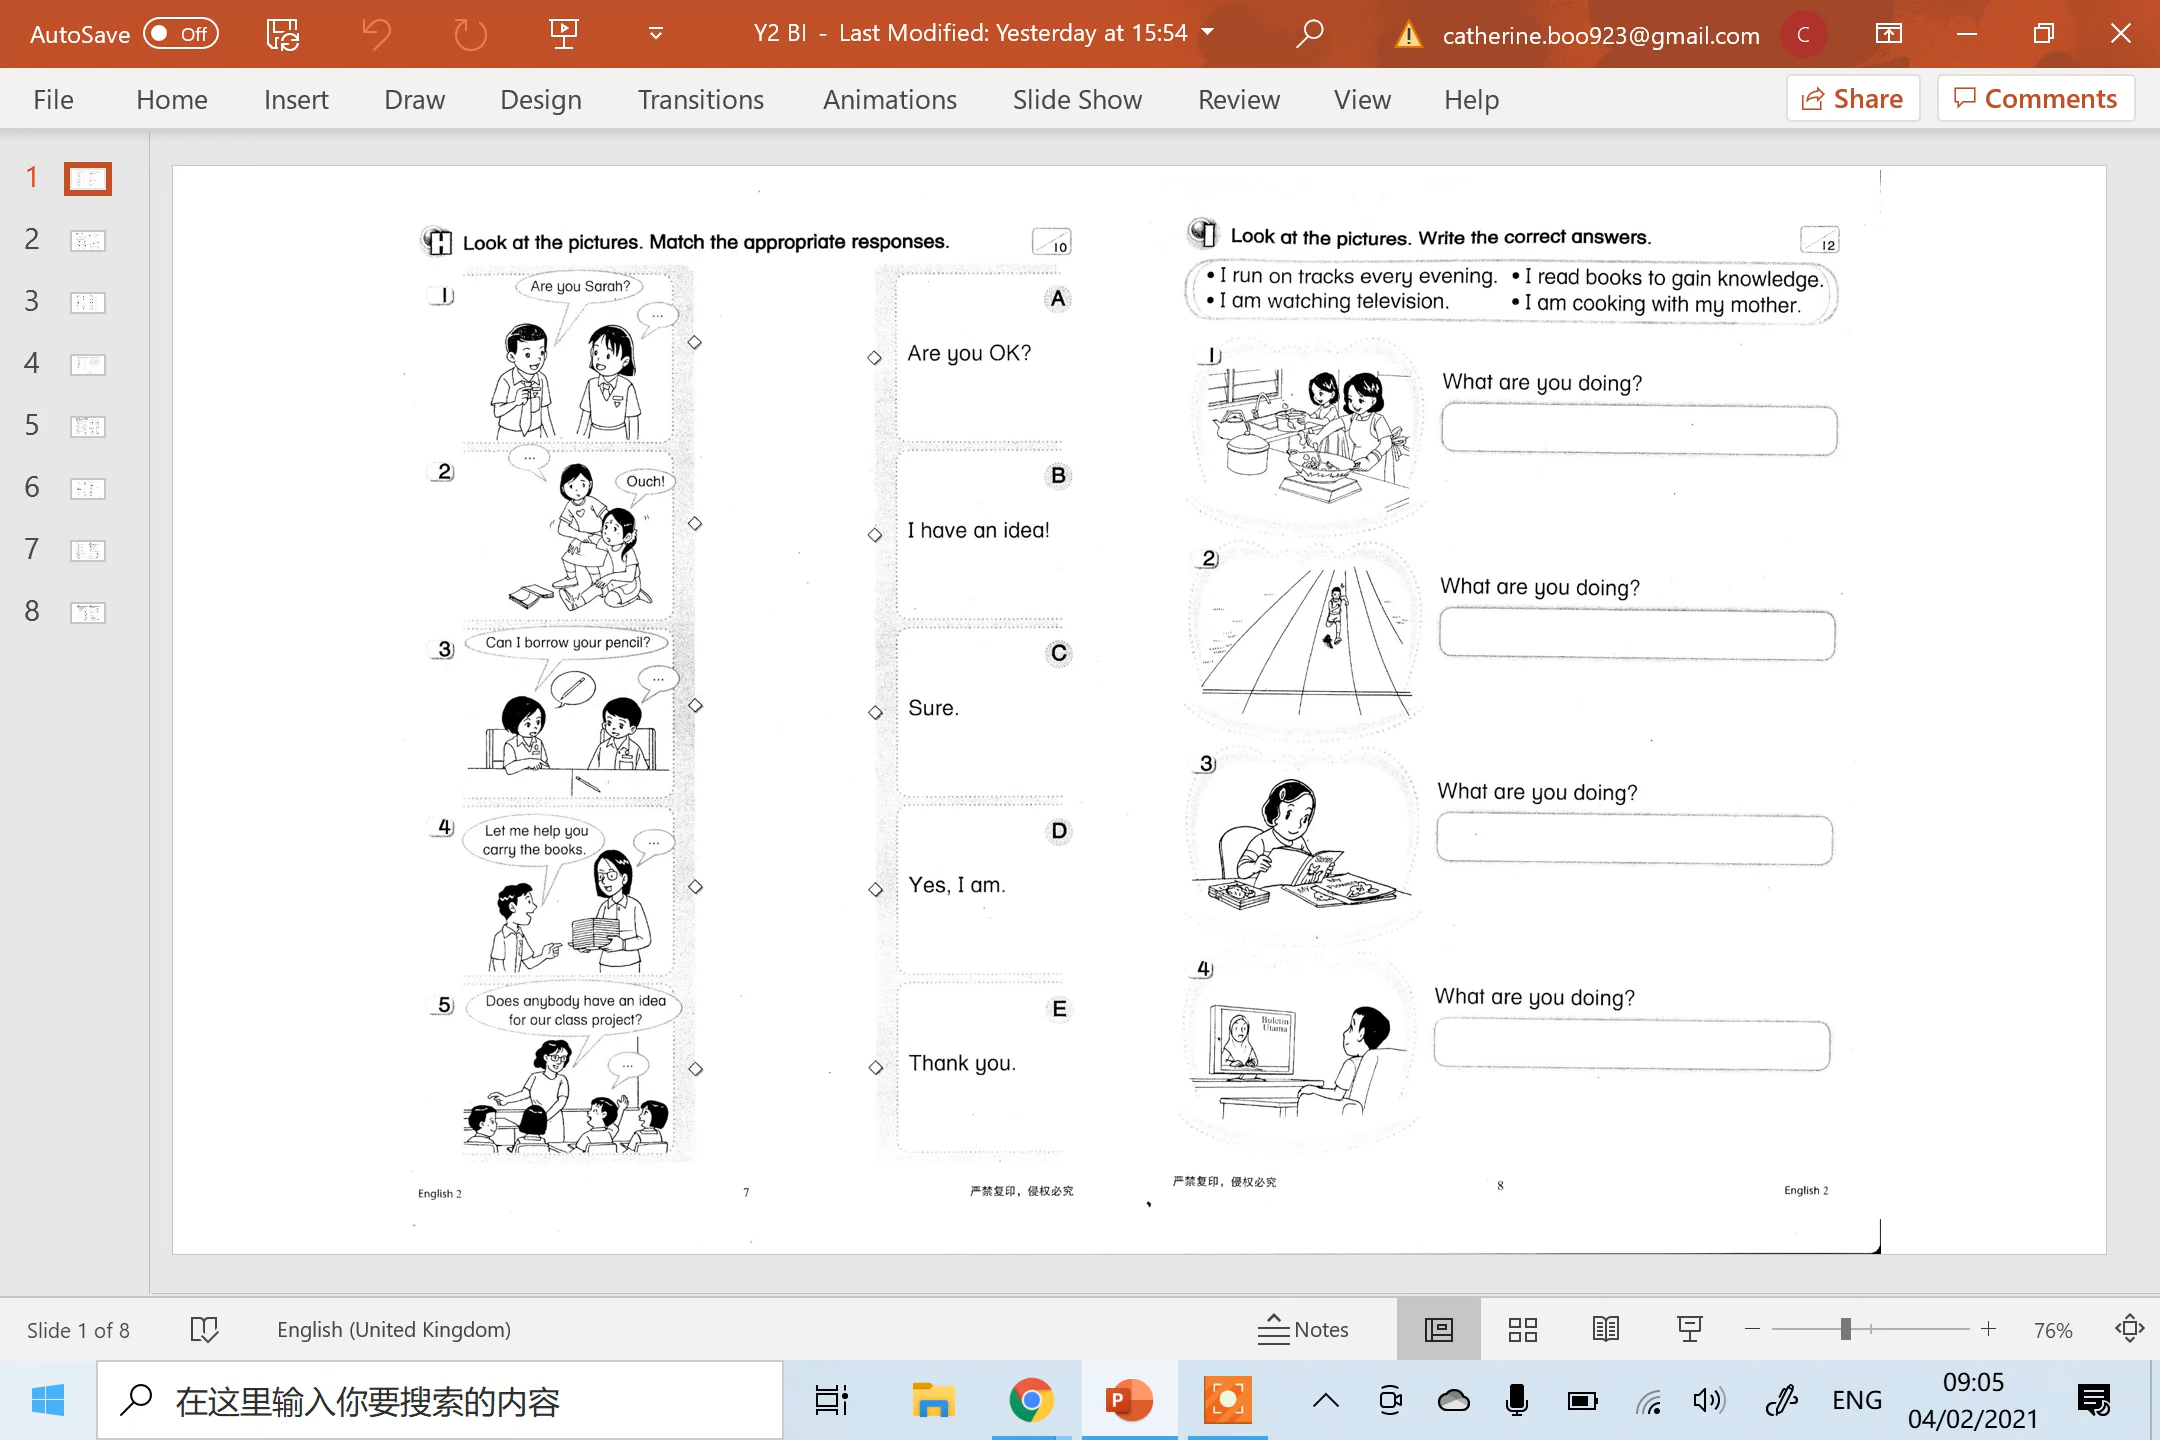 AutoSave Off Y2 BI - Last Modified: Yesterday at 15:54 catherine.boo923@gmail.com C
File Home Insert Draw Design Transitions Animations Slide Show Review View Help Share Comments
1
2
3
4
5
6
7
8
H Look at the pictures. Match the appropriate responses. 10
1 Are you Sarah? ...
2 ... Ouch!
3 Can I borrow your pencil? ...
4 Let me help you
carry the books. ...
5 Does anybody have an idea
for our class project? ...
A
Are you OK?
B
I have an idea!
C
Sure.
D
Yes, I am.
E
Thank you.
English 2 7 严禁复印，侵权必究
I Look at the pictures. Write the correct answers. 12
• I run on tracks every evening. • I read books to gain knowledge.
• I am watching television. • I am cooking with my mother.
1 What are you doing?
2 What are you doing?
3 What are you doing?
Stories
4 What are you doing?
Buletin
Utama
严禁复印，侵权必究 8 English 2
Slide 1 of 8 English (United Kingdom) Notes 76%
在这里输入你要搜索的内容 P ENG 09:05
04/02/2021